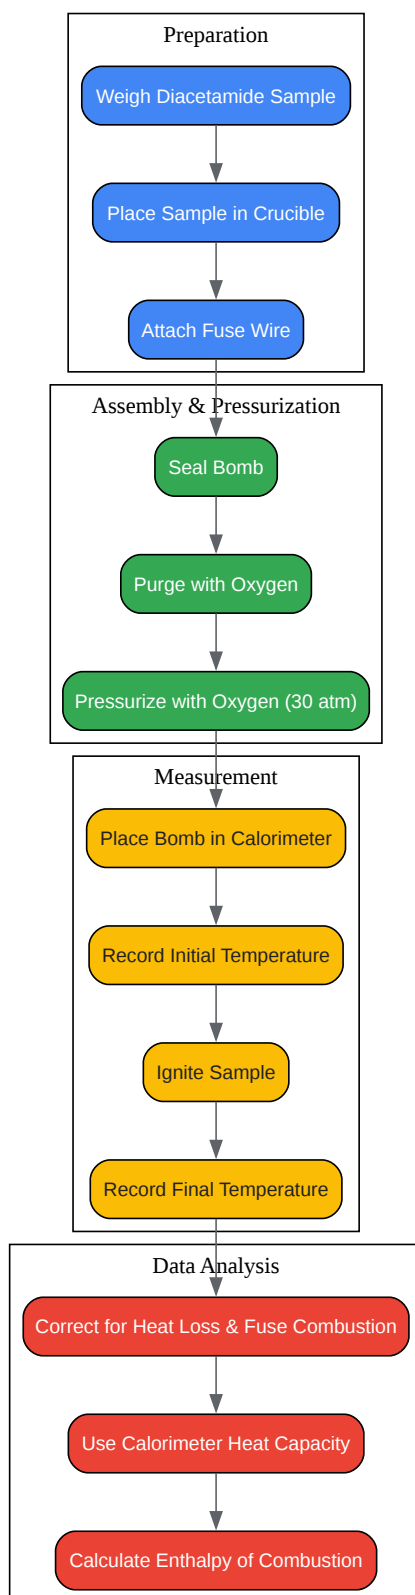 Preparation
Weigh Diacetamide Sample
Place Sample in Crucible
Attach Fuse Wire
Assembly & Pressurization
Seal Bomb
Purge with Oxygen
Pressurize with Oxygen (30 atm)
Measurement
Place Bomb in Calorimeter
Record Initial Temperature
Ignite Sample
Record Final Temperature
Data Analysis
Correct for Heat Loss & Fuse Combustion
Use Calorimeter Heat Capacity
Calculate Enthalpy of Combustion